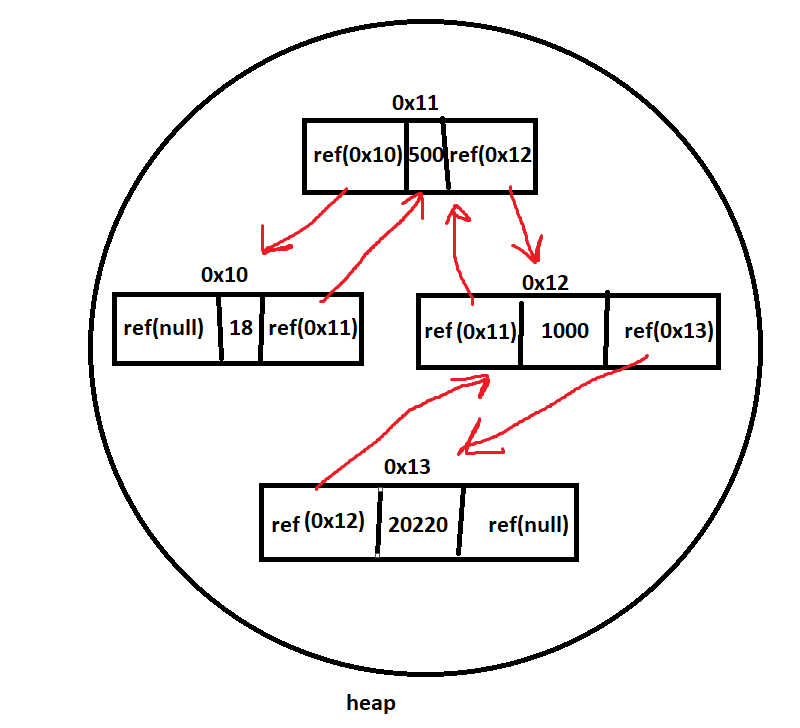 0x11
ref(0x10) 500 ref(0x12
0x10
ref(null) 18 ref(0x11)
0x12
ref (0x11) 1000 ref(0x13)
0x13
ref (0x12) 20220 ref(null)
heap